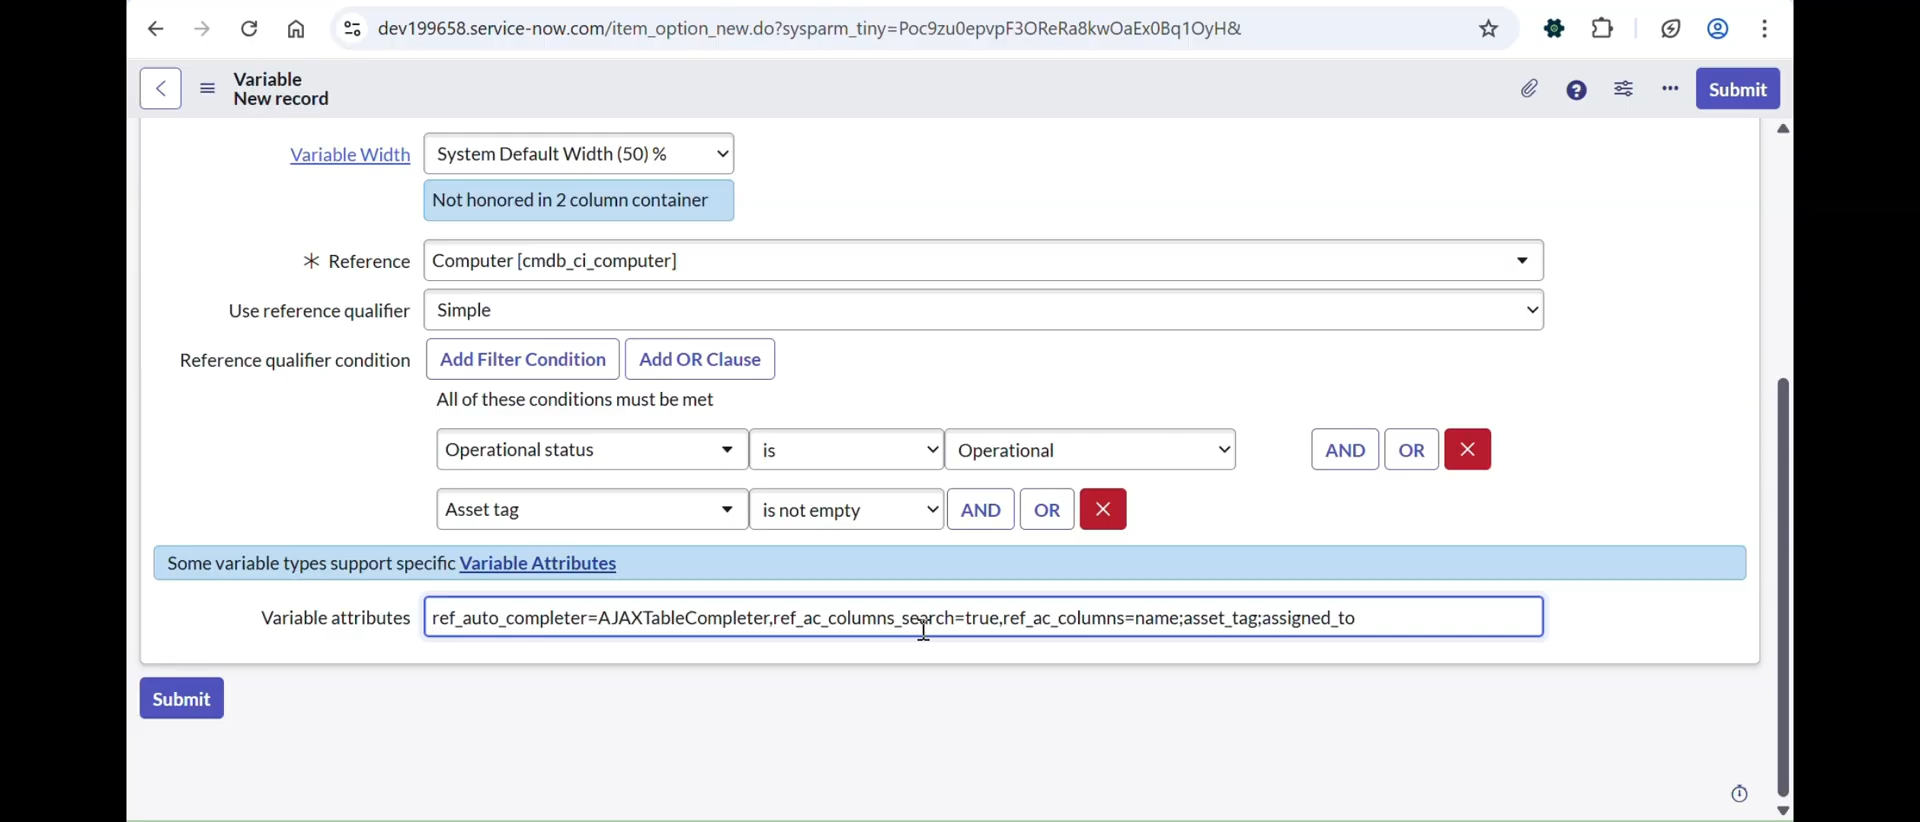 dev199658.service-now.com/item_option_new.do?sysparm_tiny=Poc9zu0epvpF3OReRa8kwOaEx0Bq1OyH&
Variable
New record
Submit
Variable Width System Default Width (50) %
Not honored in 2 column container
Reference Computer [cmdb_ci_computer]
Use reference qualifier Simple
Reference qualifier condition Add Filter Condition Add OR Clause
All of these conditions must be met
Operational status is Operational AND OR
Asset tag is not empty AND OR
Some variable types support specific Variable Attributes
Variable attributes ref_auto_completer=AJAXTableCompleter,ref_ac_columns_search=true,ref_ac_columns=name;asset_tag;assigned_to
Submit